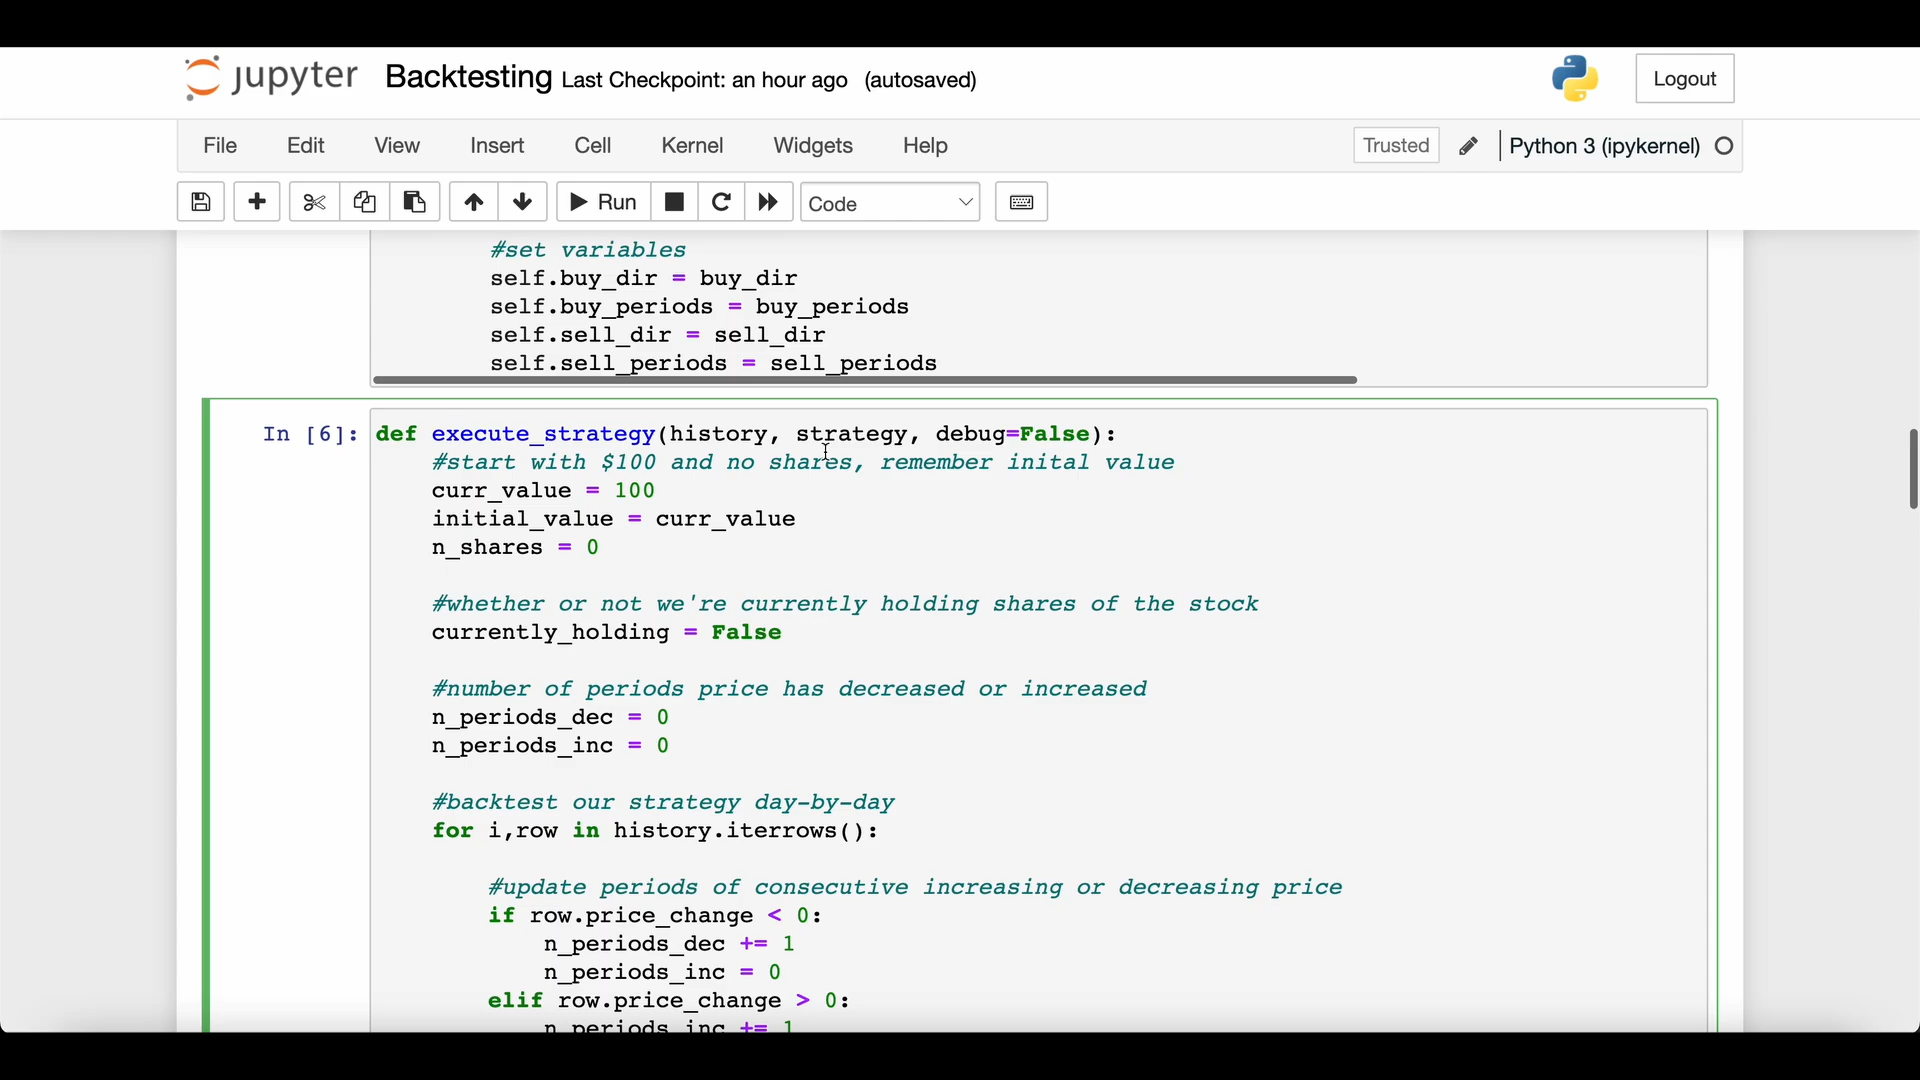 jupyter Backtesting Last Checkpoint: an hour ago (autosaved) Logout
File Edit View Insert Cell Kernel Widgets Help Trusted Python 3 (ipykernel)
Run Code
#set variables
self.buy_dir = buy_dir
self.buy_periods = buy_periods
self.sell_dir = sell_dir
self.sell_periods = sell_periods
In [6]: def execute_strategy(history, strategy, debug=False):
#start with $100 and no shares, remember inital value
curr_value = 100
initial_value = curr_value
n_shares = 0
#whether or not we're currently holding shares of the stock
currently_holding = False
#number of periods price has decreased or increased
n_periods_dec = 0
n_periods_inc = 0
#backtest our strategy day-by-day
for i,row in history.iterrows():
#update periods of consecutive increasing or decreasing price
if row.price_change < 0:
n_periods_dec += 1
n_periods_inc = 0
elif row.price_change > 0:
n_periods_inc += 1